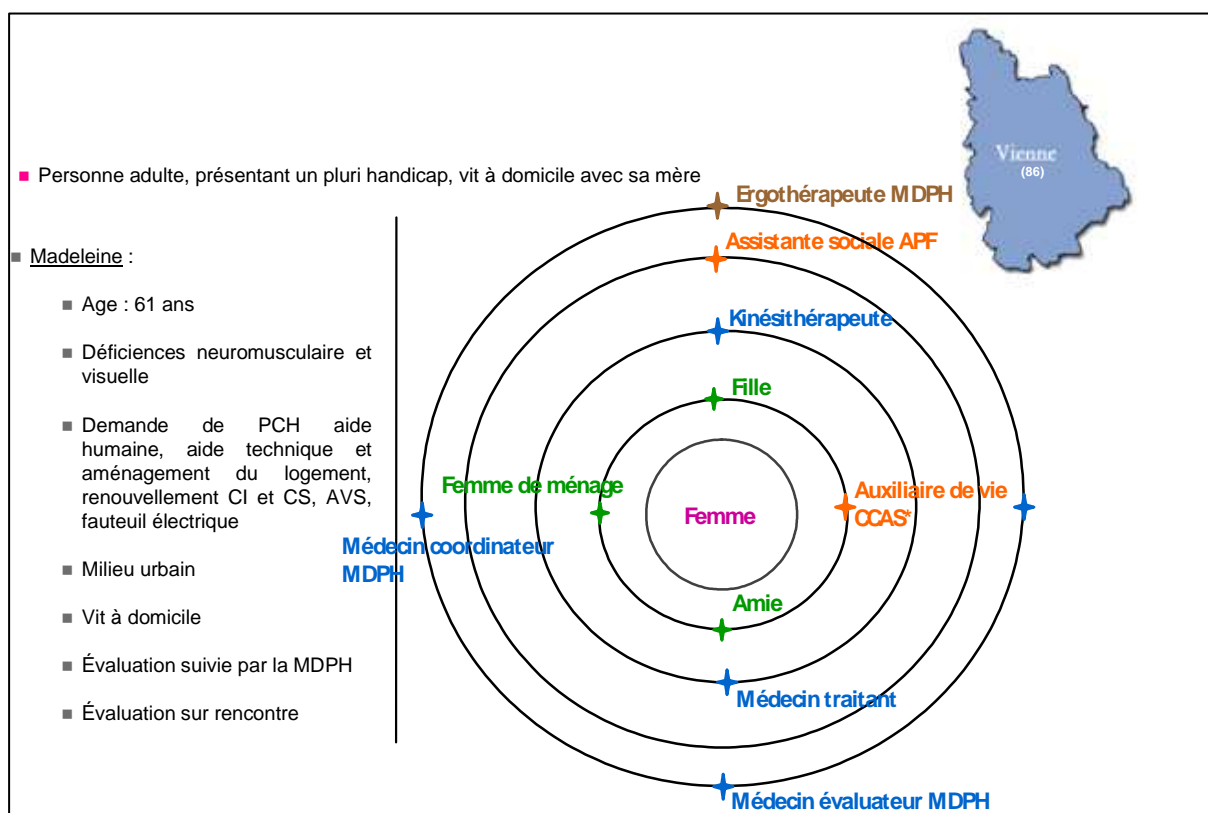 Vienne
(86)
Personne adulte, présentant un pluri handicap, vit à domicile avec sa mère
Madeleine :
Age : 61 ans
Déficiences neuromusculaire et
visuelle
Demande de PCH aide
humaine, aide technique et
aménagement du logement,
renouvellement CI et CS, AVS,
fauteuil électrique
Milieu urbain
Vit à domicile
Évaluation suivie par la MDPH
Évaluation sur rencontre
Ergothérapeute MDPH
Assistante sociale APF
Kinésithérapeute
Fille
Femme de ménage
Auxiliaire de vie
CCAS*
Femme
Médecin coordinateur
MDPH
Amie
Médecin traitant
Médecin évaluateur MDPH